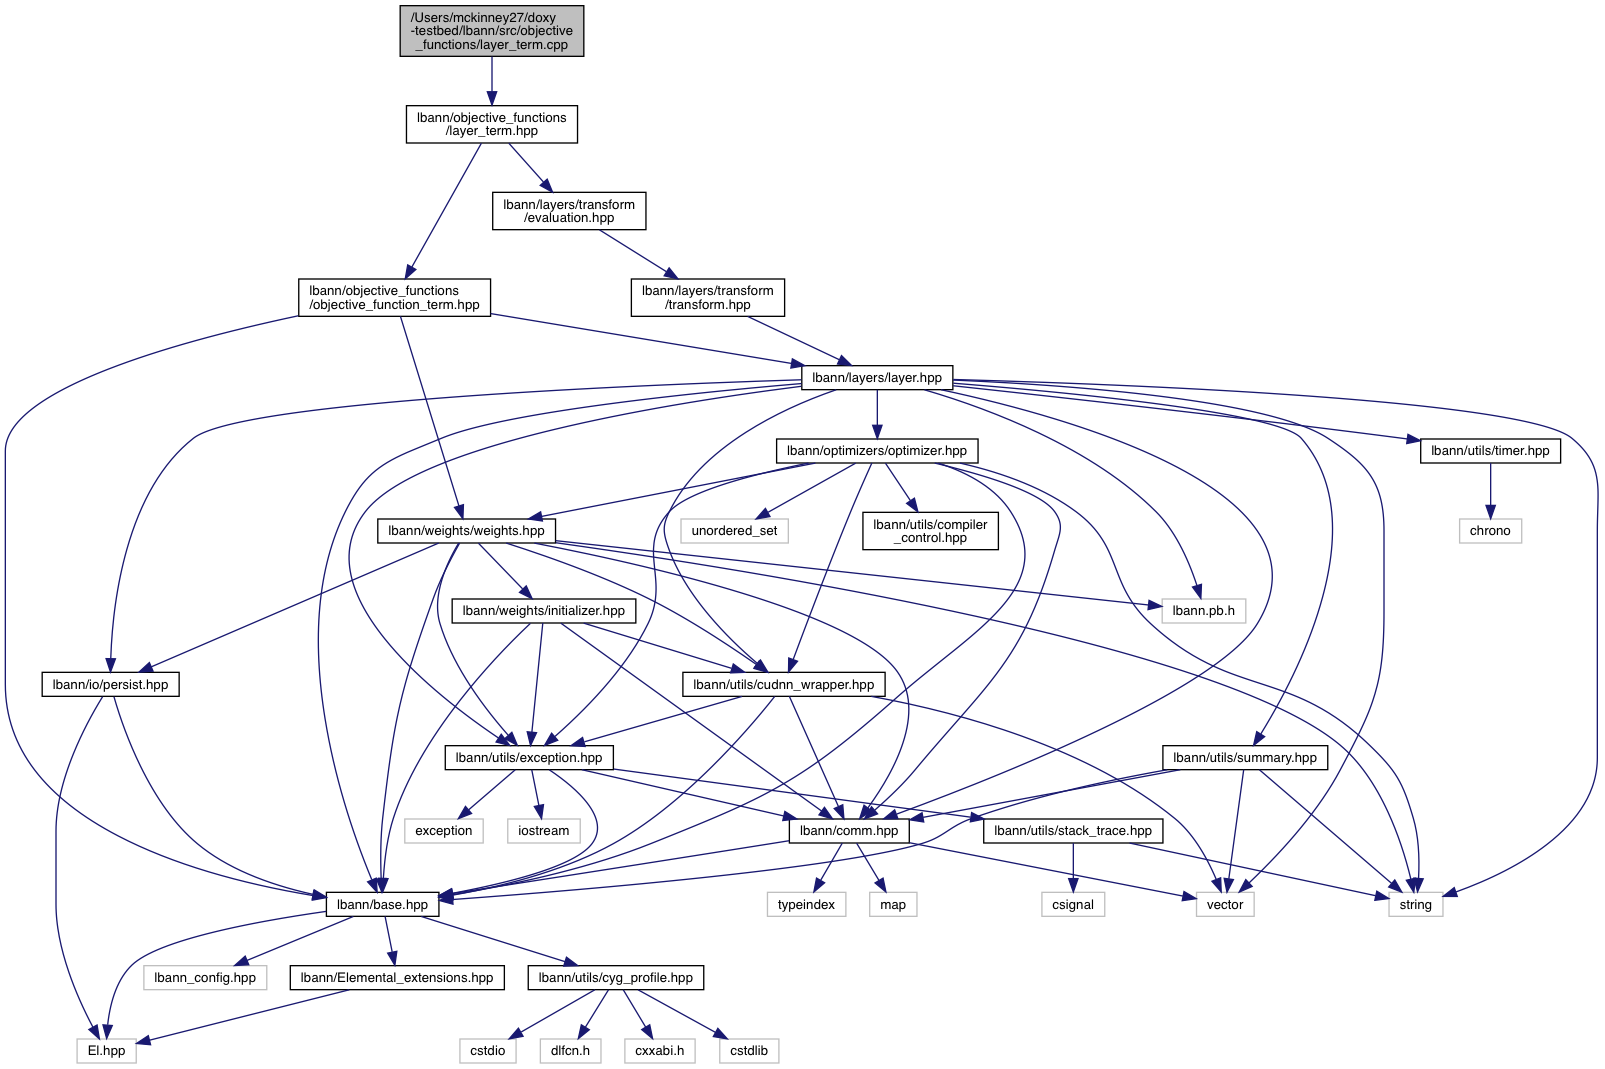 /Users/mckinney27/doxy
-testbed/lbann/src/objective
_functions/layer_term.cpp
lbann/objective_functions
/layer_term.hpp
lbann/layers/transform
/evaluation.hpp
lbann/objective_functions
/objective_function_term.hpp
lbann/layers/transform
/transform.hpp
lbann/layers/layer.hpp
lbann/optimizers/optimizer.hpp
lbann/utils/timer.hpp
lbann/weights/weights.hpp
unordered_set
lbann/utils/compiler
_control.hpp
chrono
lbann/weights/initializer.hpp
lbann.pb.h
lbann/io/persist.hpp
lbann/utils/cudnn_wrapper.hpp
lbann/utils/exception.hpp
lbann/utils/summary.hpp
exception
iostream
lbann/comm.hpp
lbann/utils/stack_trace.hpp
lbann/base.hpp
typeindex
map
csignal
vector
string
lbann_config.hpp
lbann/Elemental_extensions.hpp
lbann/utils/cyg_profile.hpp
El.hpp
cstdio
dlfcn.h
cxxabi.h
cstdlib